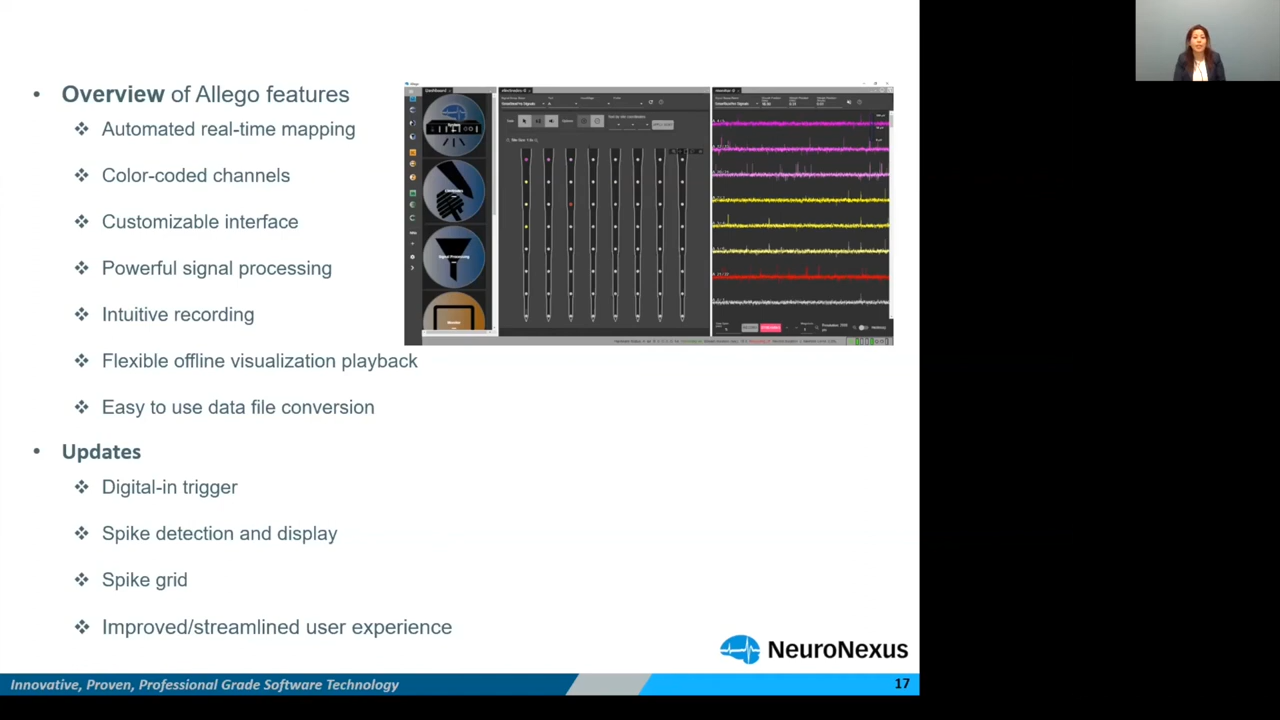 • Overview of Allego features
❖ Automated real-time mapping
❖ Color-coded channels
❖ Customizable interface
❖ Powerful signal processing
❖ Intuitive recording
❖ Flexible offline visualization playback
❖ Easy to use data file conversion
• Updates
❖ Digital-in trigger
❖ Spike detection and display
❖ Spike grid
❖ Improved/streamlined user experience
Signal Processing
NeuroNexus
Innovative, Proven, Professional Grade Software Technology
17